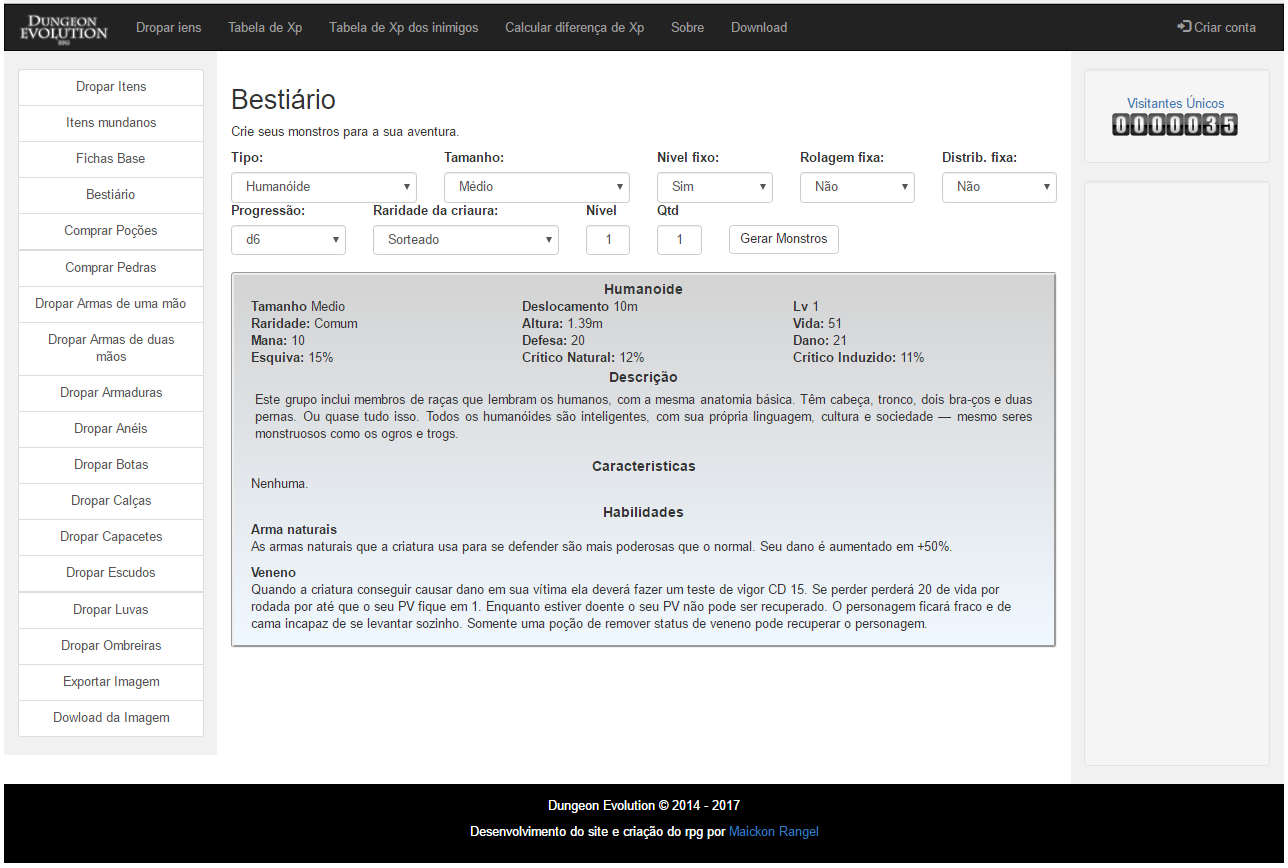 DUNGEON
EVOLUTION
RPG
Dropar iens
Tabela de Xp
Tabela de Xp dos inimigos
Calcular diferença de Xp
Sobre
Download
Criar conta
Dropar Itens
Itens mundanos
Fichas Base
Bestiário
Comprar Poções
Comprar Pedras
Dropar Armas de uma mão
Dropar Armas de duas
mãos
Dropar Armaduras
Dropar Anéis
Dropar Botas
Dropar Calças
Dropar Capacetes
Dropar Escudos
Dropar Luvas
Dropar Ombreiras
Exportar Imagem
Dowload da Imagem
Bestiário
Crie seus monstros para a sua aventura.
Tipo: Tamanho: Nível fixo: Rolagem fixa: Distrib. fixa:
Humanóide Médio Sim Não Não
Progressão: Raridade da criaura: Nível Qtd
d6 Sorteado 1 1 Gerar Monstros
Humanoide
Tamanho Medio Deslocamento 10m Lv 1
Raridade: Comum Altura: 1.39m Vida: 51
Mana: 10 Defesa: 20 Dano: 21
Esquiva: 15% Crítico Natural: 12% Crítico Induzido: 11%
Descrição
Este grupo inclui membros de raças que lembram os humanos, com a mesma anatomia básica. Têm cabeça, tronco, dois bra-ços e duas
pernas. Ou quase tudo isso. Todos os humanóides são inteligentes, com sua própria linguagem, cultura e sociedade — mesmo seres
monstruosos como os ogros e trogs.
Caracteristicas
Nenhuma.
Habilidades
Arma naturais
As armas naturais que a criatura usa para se defender são mais poderosas que o normal. Seu dano é aumentado em +50%.
Veneno
Quando a criatura conseguir causar dano em sua vítima ela deverá fazer um teste de vigor CD 15. Se perder perderá 20 de vida por
rodada por até que o seu PV fique em 1. Enquanto estiver doente o seu PV não pode ser recuperado. O personagem ficará fraco e de
cama incapaz de se levantar sozinho. Somente uma poção de remover status de veneno pode recuperar o personagem.
Visitantes Únicos
0000035
Dungeon Evolution © 2014 - 2017
Desenvolvimento do site e criação do rpg por Maickon Rangel